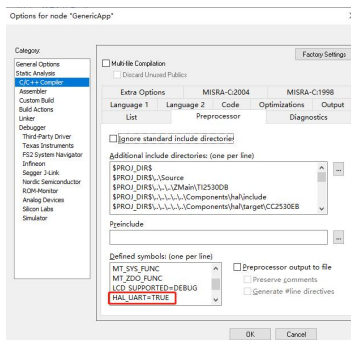 Options for node "GenericApp"
Category:
General Options
Static Analysis
C/C++ Compiler
Assembler
Custom Build
Build Actions
Linker
Debugger
Third-Party Driver
Texas Instruments
FS2 System Navigator
Infineon
Segger J-Link
Nordic Semiconductor
ROM-Monitor
Analog Devices
Silicon Labs
Simulator
Factory Settings
Multi-file Compilation
Discard Unused Publics
Extra Options MISRA-C:2004 MISRA-C:1998
Language 1 Language 2 Code Optimizations Output
List Preprocessor Diagnostics
Ignore standard include directories
Additional include directories: (one per line)
$PROJ_DIR$
$PROJ_DIR$\..\Source
$PROJ_DIR$\..\..\..\ZMain\TI2530DB
$PROJ_DIR$\..\..\..\..\..\Components\hal\include
$PROJ_DIR$\..\..\..\..\..\Components\hal\target\CC2530EB
...
Preinclude
...
Defined symbols: (one per line)
MT_SYS_FUNC
MT_ZDO_FUNC
LCD_SUPPORTED=DEBUG
HAL_UART=TRUE
Preprocessor output to file
Preserve comments
Generate #line directives
OK Cancel